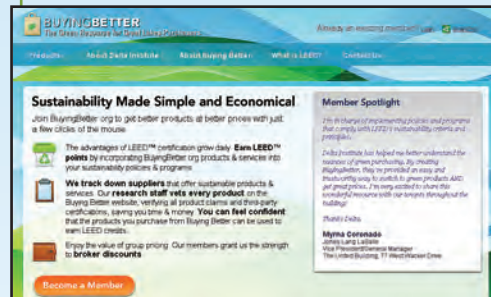 BUYINGBETTER
The Green Resource for Great Lakes Purchasers
Already an existing member?
Products
About Delta Institute
About Buying Better
What is LEED?
Contact Us
Sustainability Made Simple and Economical
Join BuyingBetter.org to get better products at better prices with just
a few clicks of the mouse.
The advantages of LEED™ certification grow daily. Earn LEED™
points by incorporating BuyingBetter.org products & services into
your sustainability policies & programs.
We track down suppliers that offer sustainable products &
services. Our research staff vets every product on the
Buying Better website, verifying all product claims and third-party
certifications, saving you time & money. You can feel confident
that the products you purchase from Buying Better can be used to
earn LEED credits.
Enjoy the value of group pricing. Our members grant us the strength
to broker discounts.
Become a Member
Member Spotlight
I'm in charge of implementing policies and programs
that comply with LEED's sustainability criteria and
principles.
Delta Institute has helped me better understand the
nuances of green purchasing. By creating
BuyingBetter, they've provided an easy and
trustworthy way to switch to green products AND
get great prices. I'm very excited to share this
wonderful resource with our tenants throughout the
building!
Thanks Delta,
Myrna Coronado
Jones Lang LaSalle
Vice President/General Manager
The United Building, 77 West Wacker Drive